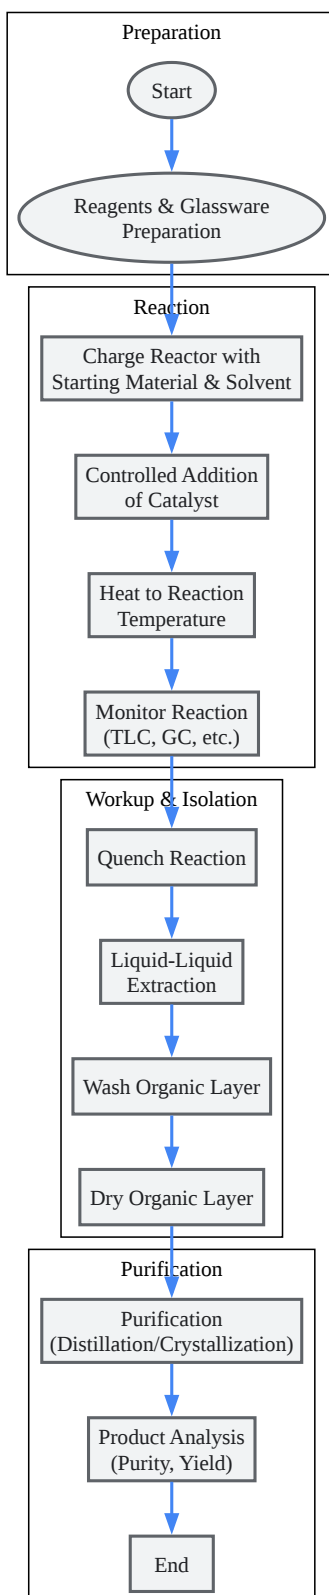 Preparation
Start
Reagents & Glassware
Preparation
Reaction
Charge Reactor with
Starting Material & Solvent
Controlled Addition
of Catalyst
Heat to Reaction
Temperature
Monitor Reaction
(TLC, GC, etc.)
Workup & Isolation
Quench Reaction
Liquid-Liquid
Extraction
Wash Organic Layer
Dry Organic Layer
Purification
Purification
(Distillation/Crystallization)
Product Analysis
(Purity, Yield)
End